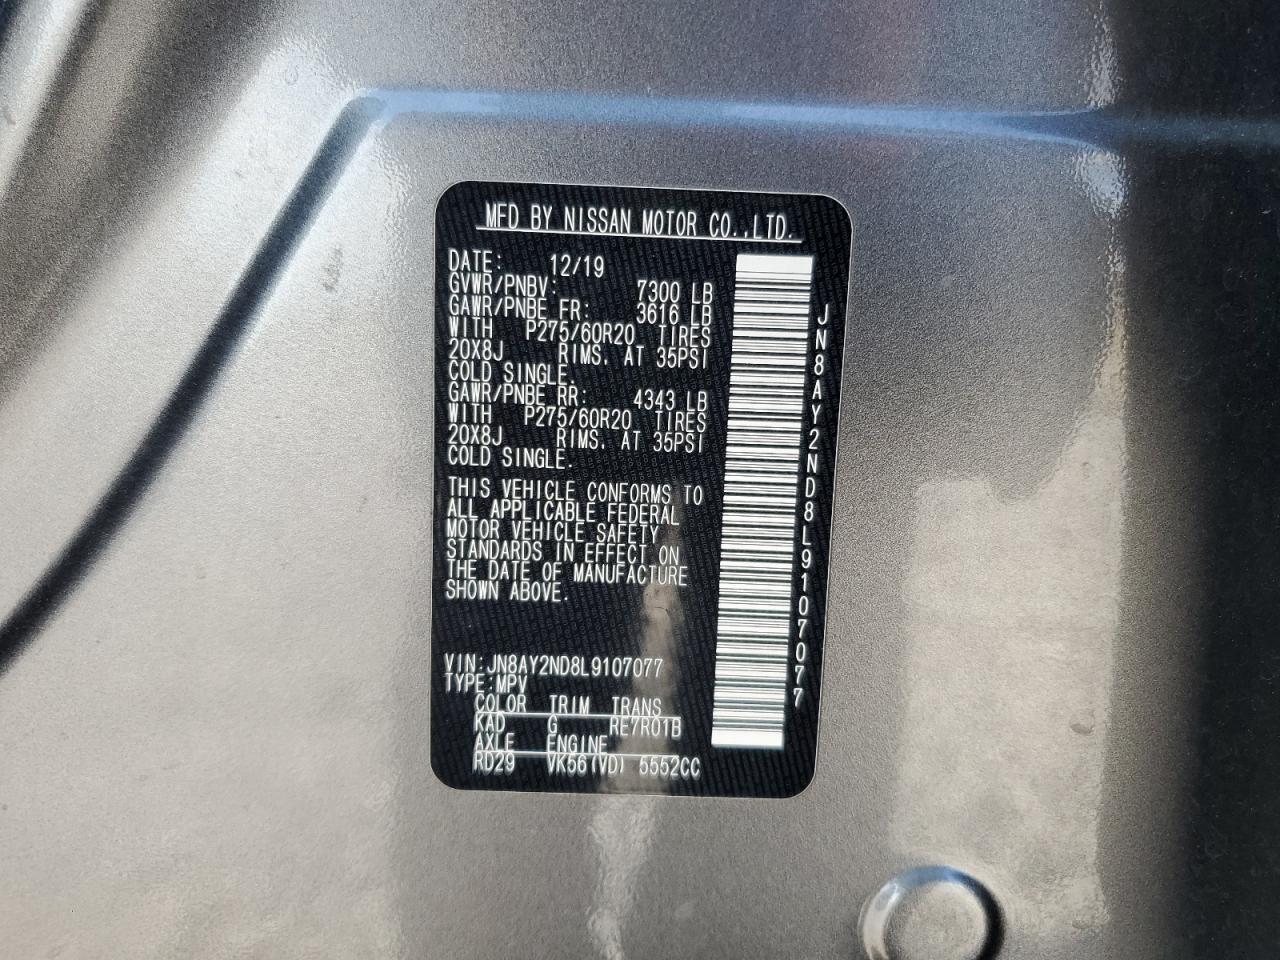 MFD BY NISSAN MOTOR CO.,LTD.
DATE: 12/19
GVWR/PNBV: 7300 LB
GAWR/PNBE FR: 3616 LB
WITH P275/60R20 TIRES
20X8J RIMS, AT 35PSI
COLD SINGLE.
GAWR/PNBE RR: 4343 LB
WITH P275/60R20 TIRES
20X8J RIMS, AT 35PSI
COLD SINGLE.
THIS VEHICLE CONFORMS TO
ALL APPLICABLE FEDERAL
MOTOR VEHICLE SAFETY
STANDARDS IN EFFECT ON
THE DATE OF MANUFACTURE
SHOWN ABOVE.
VIN:JN8AY2ND8L9107077
TYPE:MPV
COLOR TRIM TRANS
KAD G RE7R01B
AXLE ENGINE
RD29 VK56(VD) 5552CC
JN8AY2ND8L9107077